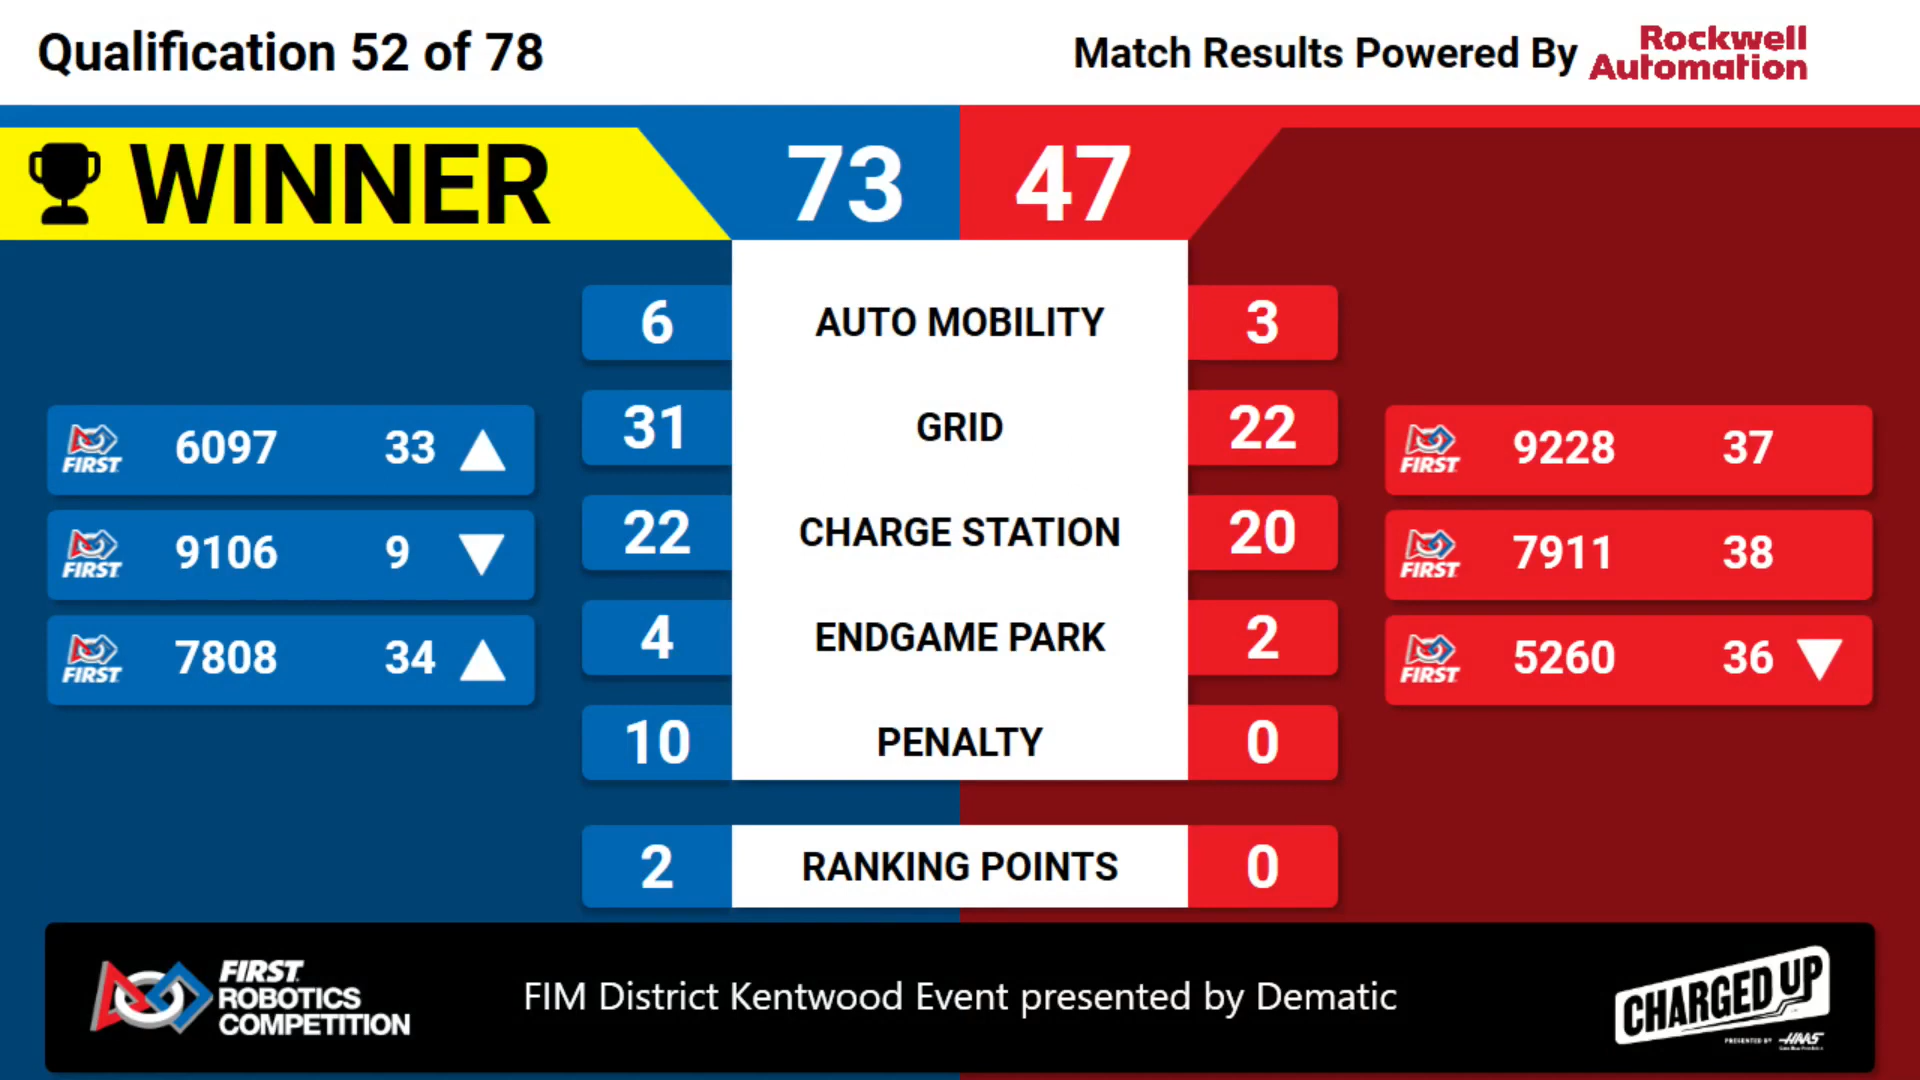 Qualification 52 of 78
Match Results Powered By
Rockwell
Automation
WINNER
73
47
6
AUTO MOBILITY
3
31
GRID
22
22
CHARGE STATION
20
4
ENDGAME PARK
2
10
PENALTY
0
2
RANKING POINTS
0
FIRST
6097
33
FIRST
9106
9
FIRST
7808
34
FIRST
9228
37
FIRST
7911
38
FIRST
5260
36
FIRST
ROBOTICS
COMPETITION
FIM District Kentwood Event presented by Dematic
CHARGED UP
PRESENTED BY HAAS